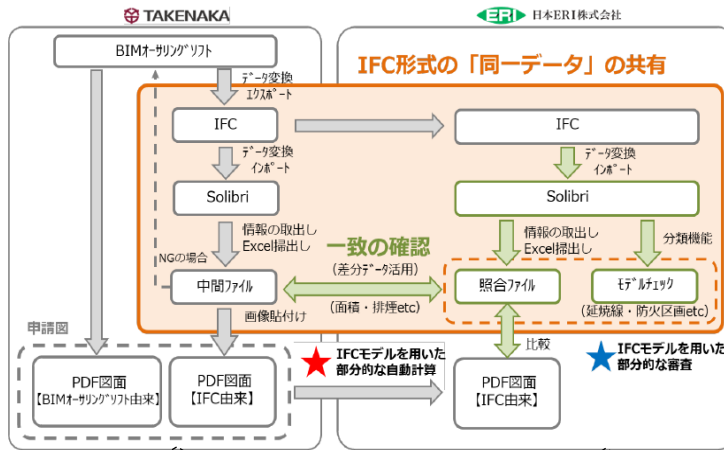 TAKENAKA
ERI 日本ERI株式会社
BIMオーサリングソフト
IFC形式の「同一データ」の共有
データ変換
エクスポート
IFC
IFC
データ変換
インポート
データ変換
インポート
Solibri
Solibri
情報の取出し
Excel掃出し
一致の確認
情報の取出し
Excel掃出し
分類機能
NGの場合
(差分データ活用)
中間ファイル
照合ファイル
モデルチェック
(面積・排煙etc)
(延焼線・防火区画etc)
申請図
画像貼付け
比較
IFCモデルを用いた
部分的な自動計算
IFCモデルを用いた
部分的な審査
PDF図面
【BIMオーサリングソフト由来】
PDF図面
【IFC由来】
PDF図面
【IFC由来】